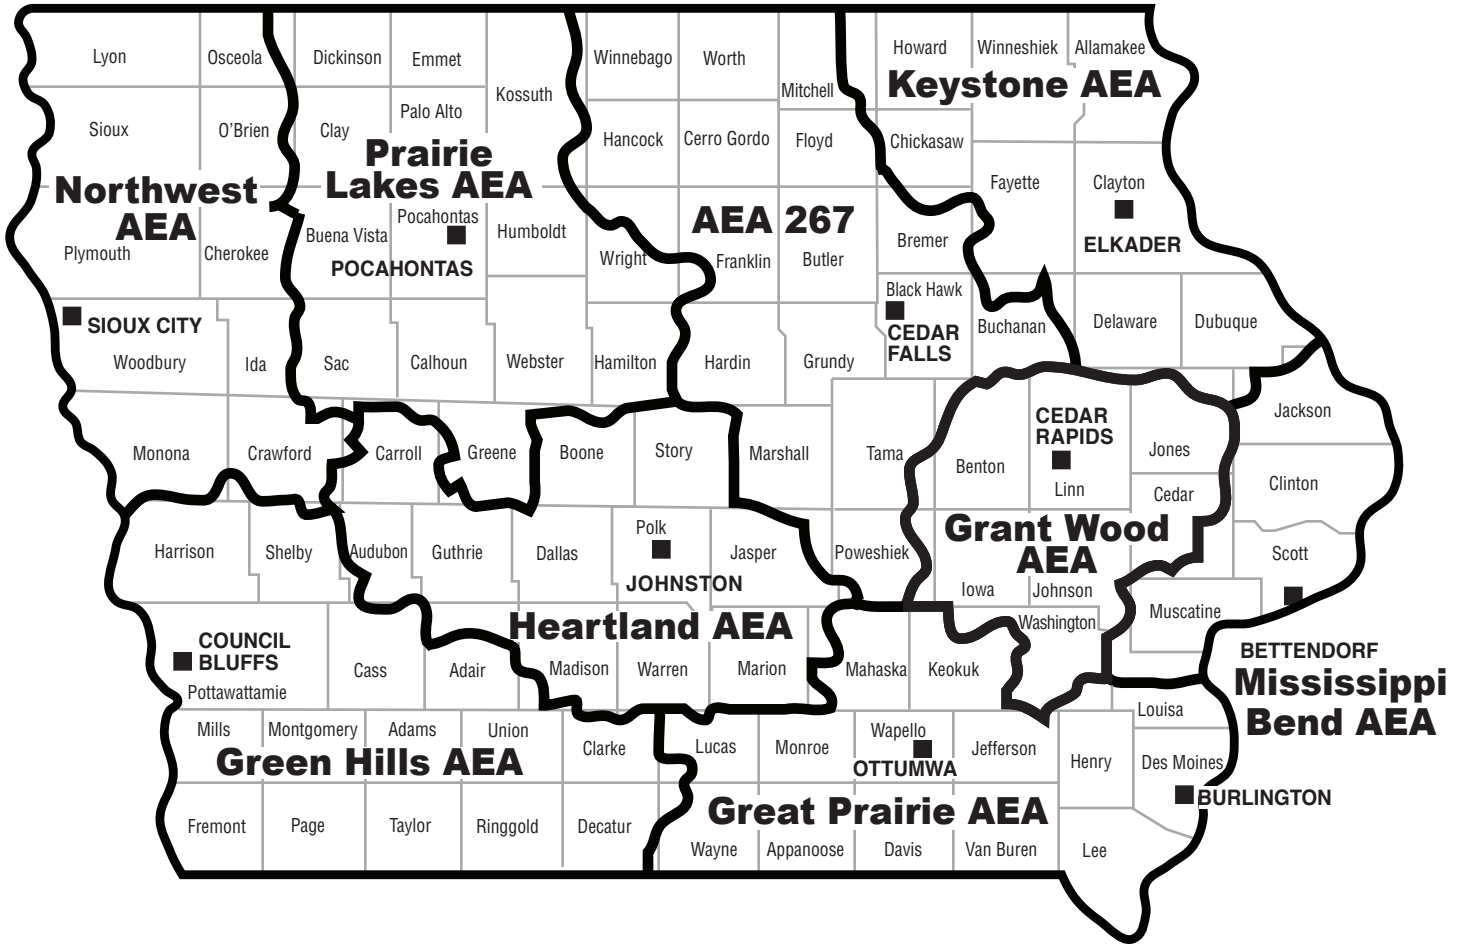 Lyon
Osceola
Dickinson
Emmet
Kossuth
Winnebago
Worth
Mitchell
Howard
Winneshiek
Allamakee
Keystone AEA
Sioux
O'Brien
Clay
Palo Alto
Hancock
Cerro Gordo
Floyd
Chickasaw
Prairie
Lakes AEA
Northwest
AEA
Fayette
Clayton
ELKADER
AEA 267
Plymouth
Cherokee
Buena Vista
Pocahontas
POCAHONTAS
Humboldt
Wright
Franklin
Butler
Bremer
Black Hawk
CEDAR
FALLS
SIOUX CITY
Woodbury
Ida
Sac
Calhoun
Webster
Hamilton
Hardin
Grundy
Buchanan
Delaware
Dubuque
Jackson
Monona
Crawford
Carroll
Greene
Boone
Story
Marshall
Tama
Benton
CEDAR
RAPIDS
Linn
Jones
Cedar
Clinton
Grant Wood
AEA
Harrison
Shelby
Audubon
Guthrie
Dallas
Polk
JOHNSTON
Jasper
Poweshiek
Iowa
Johnson
Scott
Muscatine
Washington
Heartland AEA
COUNCIL
BLUFFS
Pottawattamie
Cass
Adair
Madison
Warren
Marion
Mahaska
Keokuk
BETTENDORF
Mississippi
Bend AEA
Louisa
Mills
Montgomery
Adams
Union
Green Hills AEA
Clarke
Lucas
Monroe
Wapello
OTTUMWA
Jefferson
Henry
Des Moines
BURLINGTON
Great Prairie AEA
Fremont
Page
Taylor
Ringgold
Decatur
Wayne
Appanoose
Davis
Van Buren
Lee